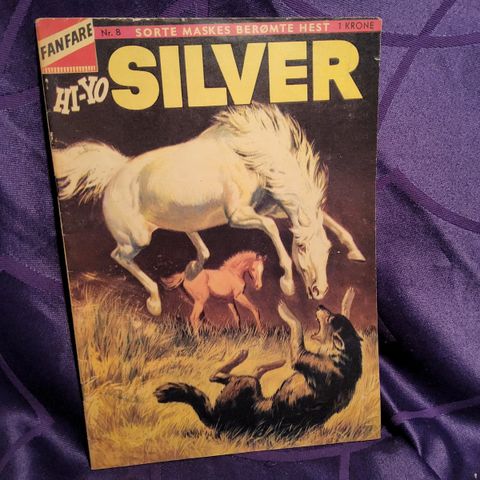 FANFARE
Nr. 8 SORTE MASKES BERØMTE HEST 1 KRONE
HI-YO SILVER